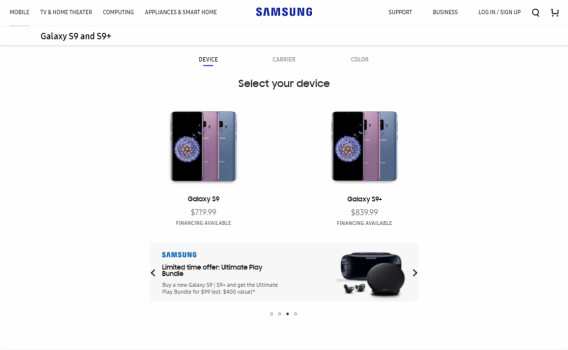 MOBILE TV & HOME THEATER COMPUTING APPLIANCES & SMART HOME SAMSUNG SUPPORT BUSINESS LOG IN / SIGN UP
Galaxy S9 and S9+
DEVICE CARRIER COLOR
Select your device
Galaxy S9 Galaxy S9+
$719.99 $839.99
FINANCING AVAILABLE FINANCING AVAILABLE
SAMSUNG
Limited time offer: Ultimate Play
Bundle
Buy a new Galaxy S9 | S9+ and get the Ultimate
Play Bundle for $99 (est. $400 value)*